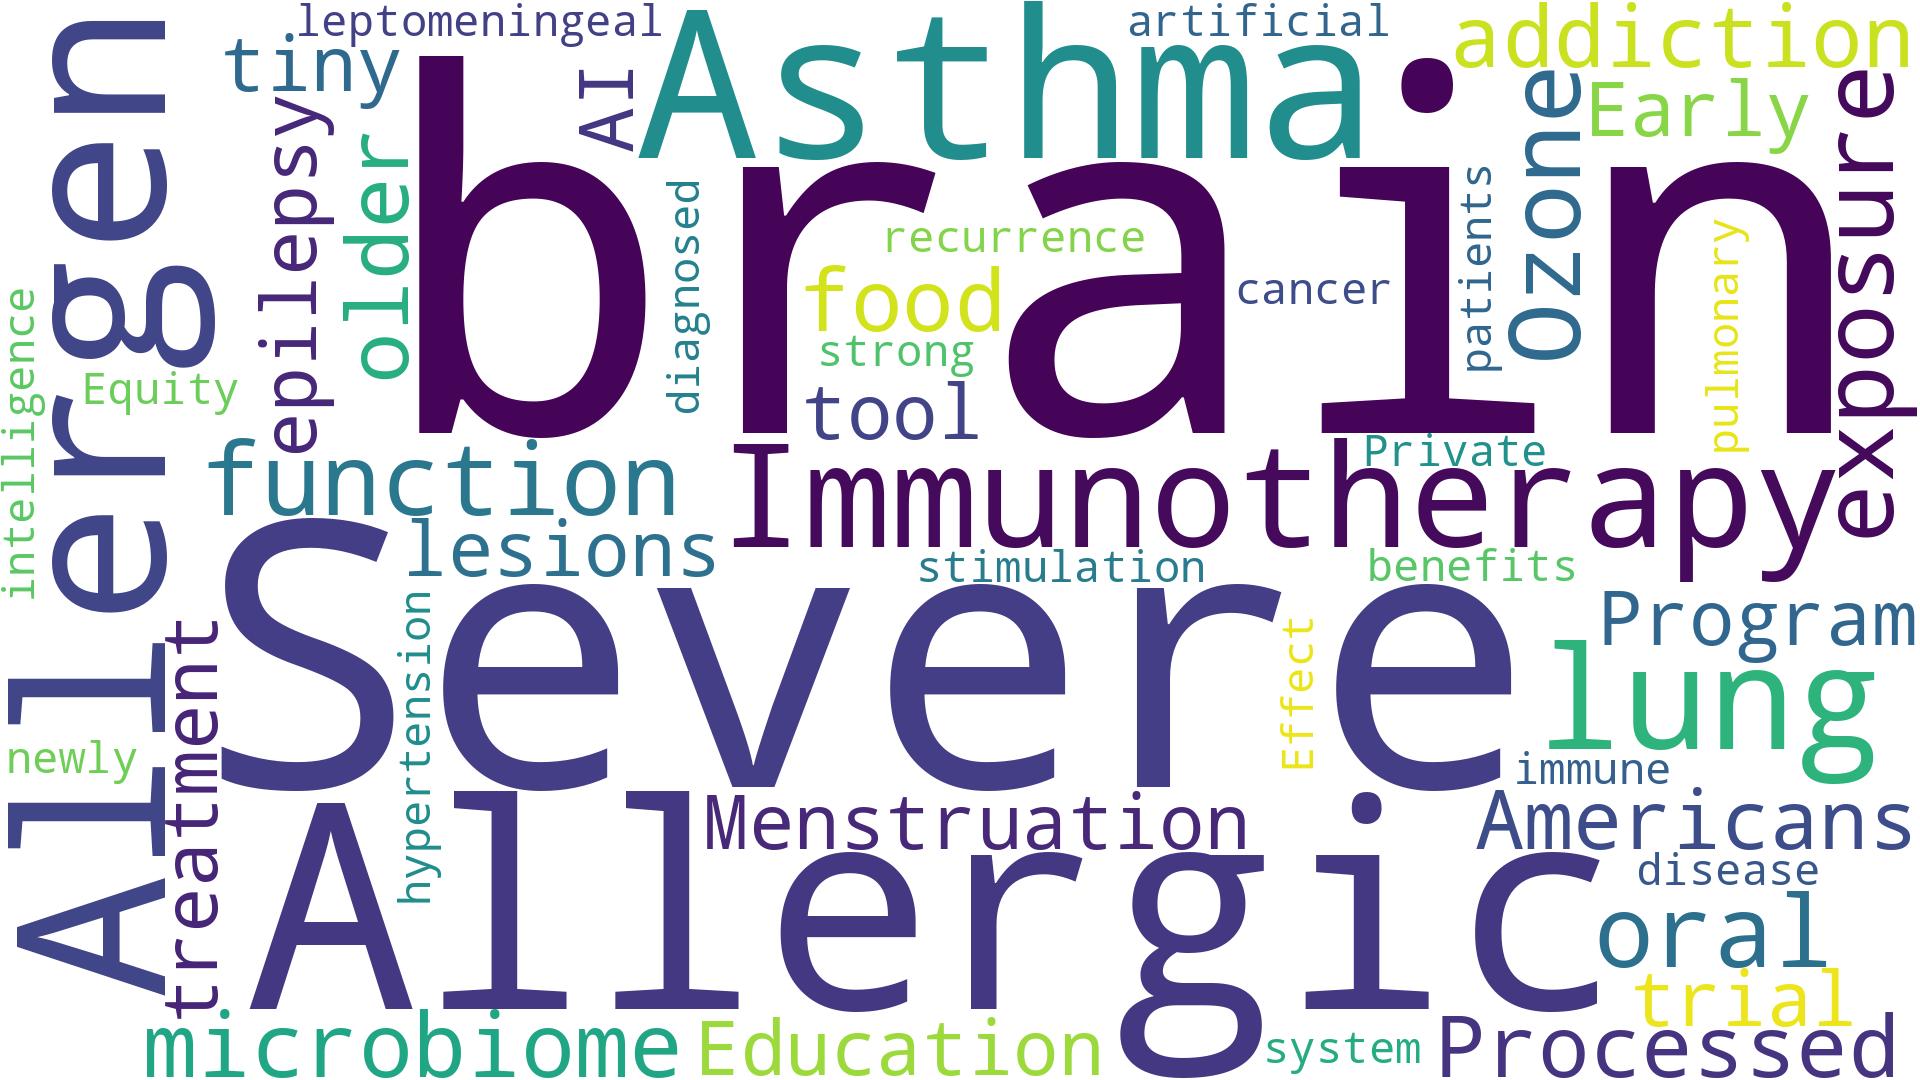 leptomeningeal
artificial
addiction
tiny
Asthma
AI
Early
Allergen
epilepsy
older
brain
Ozone
exposure
diagnosed
patients
recurrence
pulmonary
food
cancer
intelligence
strong
Equity
tool
function
Immunotherapy
Private
lesions
stimulation
benefits
Severe
Program
treatment
hypertension
Effect
lung
newly
immune
Menstruation
Americans
Allergic
disease
oral
trial
microbiome
Education
system
Processed